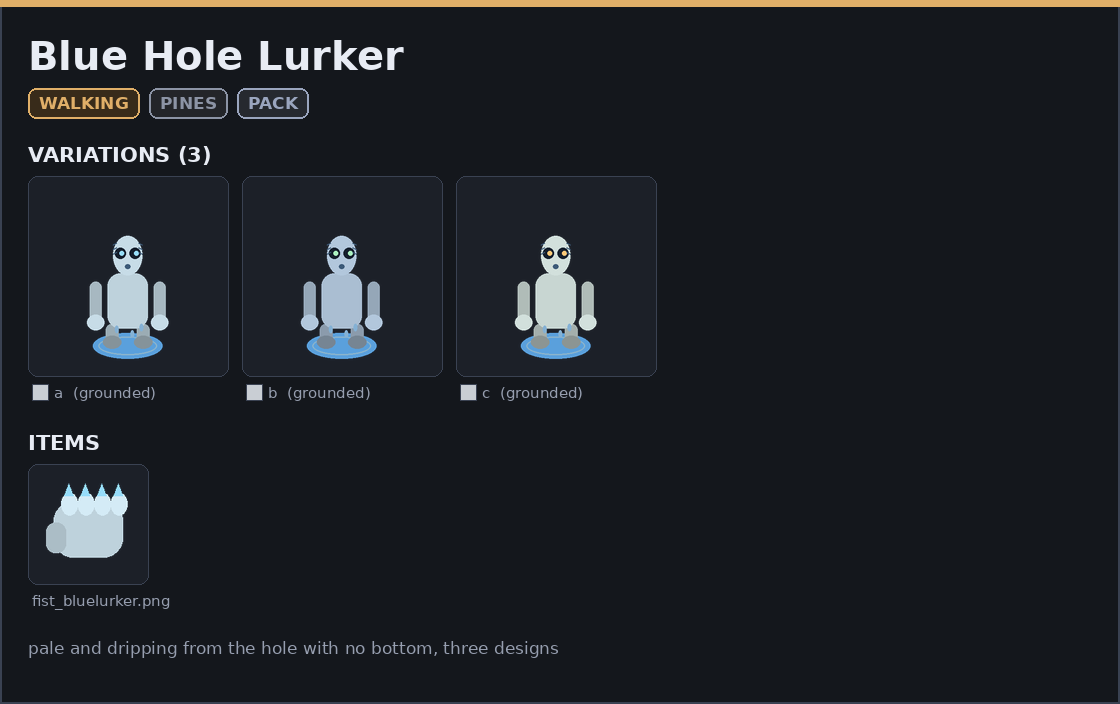 Blue Hole Lurker
WALKING PINES PACK
VARIATIONS (3)
a (grounded) b (grounded) c (grounded)
ITEMS
fist_bluelurker.png
pale and dripping from the hole with no bottom, three designs